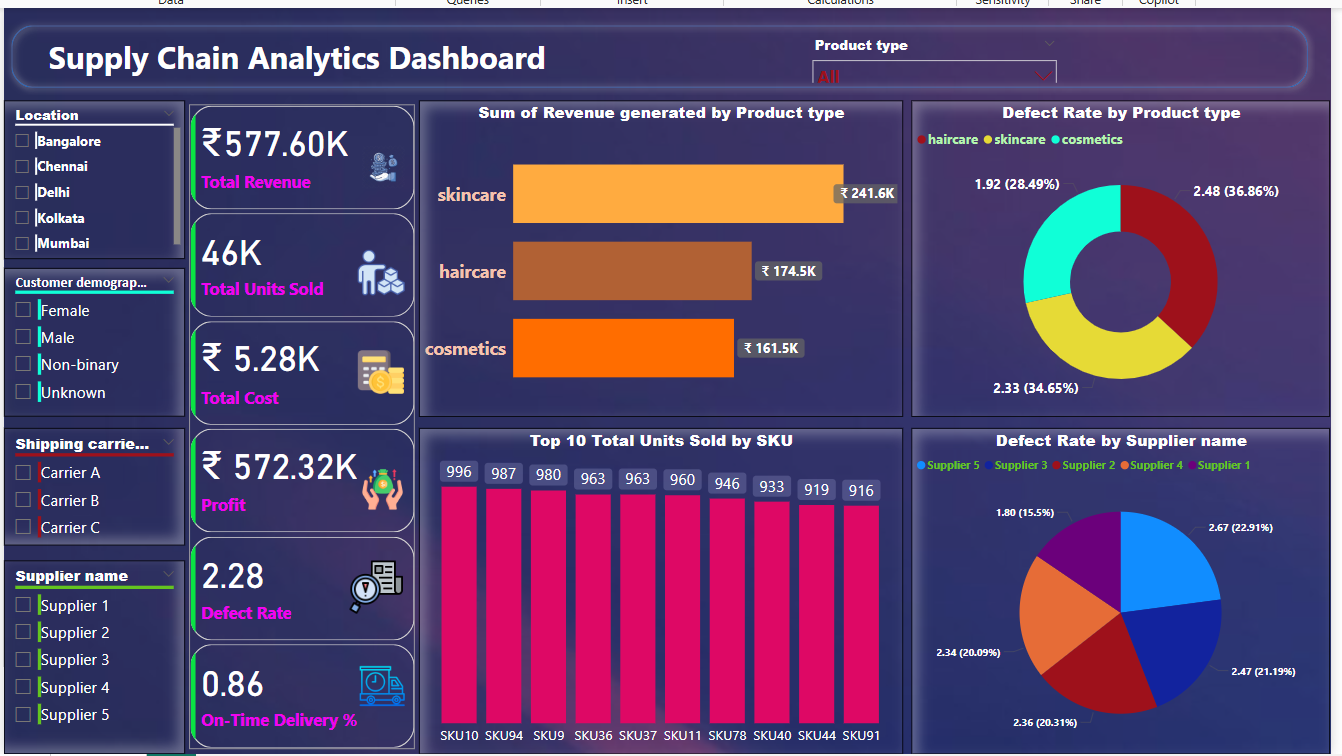 Data
Queries
Insert
Calculations
Sensitivity
Share
Copilot
Supply Chain Analytics Dashboard
Product type
All
Location
Bangalore
Chennai
Delhi
Kolkata
Mumbai
Customer demograp...
Female
Male
Non-binary
Unknown
Shipping carrie...
Carrier A
Carrier B
Carrier C
Supplier name
Supplier 1
Supplier 2
Supplier 3
Supplier 4
Supplier 5
₹577.60K
Total Revenue
46K
Total Units Sold
₹ 5.28K
Total Cost
₹ 572.32K
Profit
2.28
Defect Rate
0.86
On-Time Delivery %
Sum of Revenue generated by Product type
skincare
₹ 241.6K
haircare
₹ 174.5K
cosmetics
₹ 161.5K
Defect Rate by Product type
haircare skincare cosmetics
1.92 (28.49%)
2.48 (36.86%)
2.33 (34.65%)
Top 10 Total Units Sold by SKU
996 987 980 963 963 960 946 933 919 916
SKU10 SKU94 SKU9 SKU36 SKU37 SKU11 SKU78 SKU40 SKU44 SKU91
Defect Rate by Supplier name
Supplier 5 Supplier 3 Supplier 2 Supplier 4 Supplier 1
1.80 (15.5%)
2.67 (22.91%)
2.34 (20.09%)
2.47 (21.19%)
2.36 (20.31%)